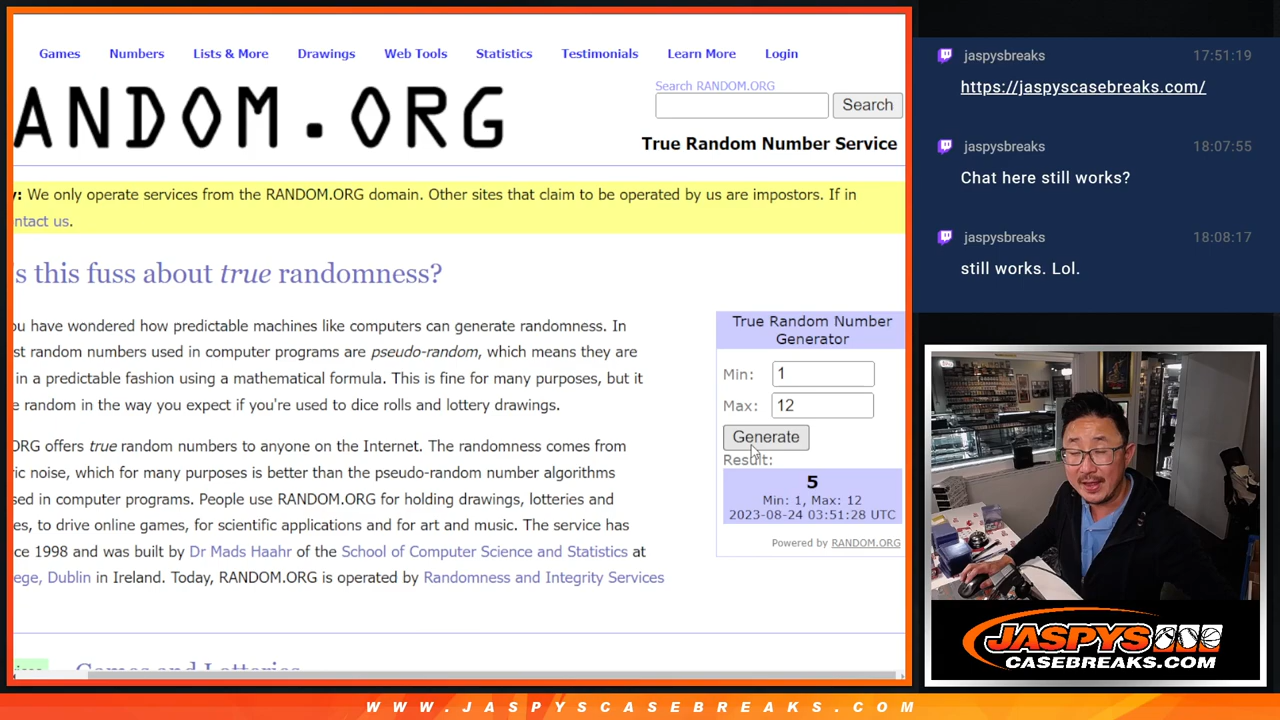 Games Numbers Lists & More Drawings Web Tools Statistics Testimonials Learn More Login
ANDOM.ORG
Search RANDOM.ORG
Search
True Random Number Service
y: We only operate services from the RANDOM.ORG domain. Other sites that claim to be operated by us are impostors. If in
ntact us.
s this fuss about true randomness?
ou have wondered how predictable machines like computers can generate randomness. In
st random numbers used in computer programs are pseudo-random, which means they are
in a predictable fashion using a mathematical formula. This is fine for many purposes, but it
e random in the way you expect if you're used to dice rolls and lottery drawings.
ORG offers true random numbers to anyone on the Internet. The randomness comes from
ric noise, which for many purposes is better than the pseudo-random number algorithms
sed in computer programs. People use RANDOM.ORG for holding drawings, lotteries and
es, to drive online games, for scientific applications and for art and music. The service has
ce 1998 and was built by Dr Mads Haahr of the School of Computer Science and Statistics at
ege, Dublin in Ireland. Today, RANDOM.ORG is operated by Randomness and Integrity Services
Games and Lotteries
True Random Number
Generator
Min: 1
Max: 12
Generate
Result:
5
Min: 1, Max: 12
2023-08-24 03:51:28 UTC
Powered by RANDOM.ORG
jaspysbreaks 17:51:19
https://jaspyscasebreaks.com/
jaspysbreaks 18:07:55
Chat here still works?
jaspysbreaks 18:08:17
still works. Lol.
JASPYS
CASEBREAKS.COM
WWW.JASPYSCASEBREAKS.COM